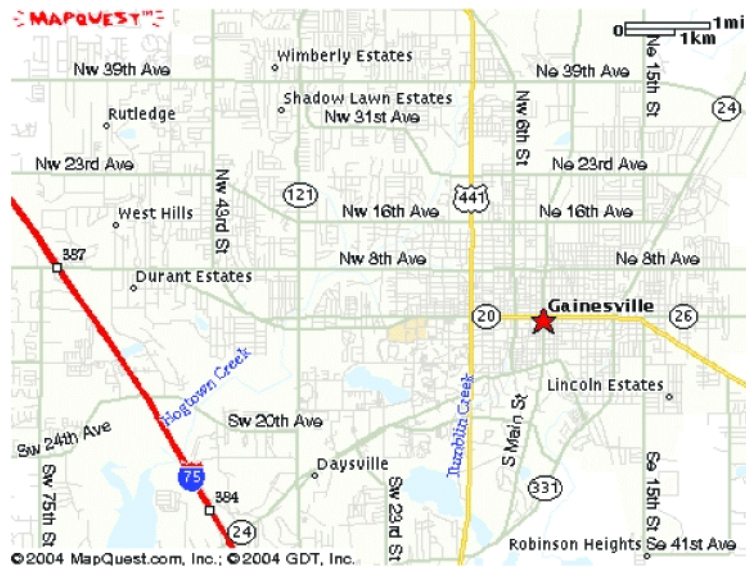 MAPQUEST™
0 1mi
1km
Wimberly Estates
Nw 39th Ave
Ne 39th Ave
Ne 15th St
24
Rutledge
Shadow Lawn Estates
Nw 31st Ave
Nw 6th St
Nw 23rd Ave
Ne 23rd Ave
Nw 43rd St
121
441
West Hills
Nw 16th Ave
Ne 16th Ave
387
Durant Estates
Nw 8th Ave
Ne 8th Ave
Gainesville
20
26
Hogtown Creek
Tumblin Creek
Lincoln Estates
Sw 24th Ave
Sw 20th Ave
S Main St
Sw 75th St
75
Daysville
384
24
Sw 23rd St
331
Se 15th St
Robinson Heights
Se 41st Ave
©2004 MapQuest.com, Inc.; ©2004 GDT, Inc.